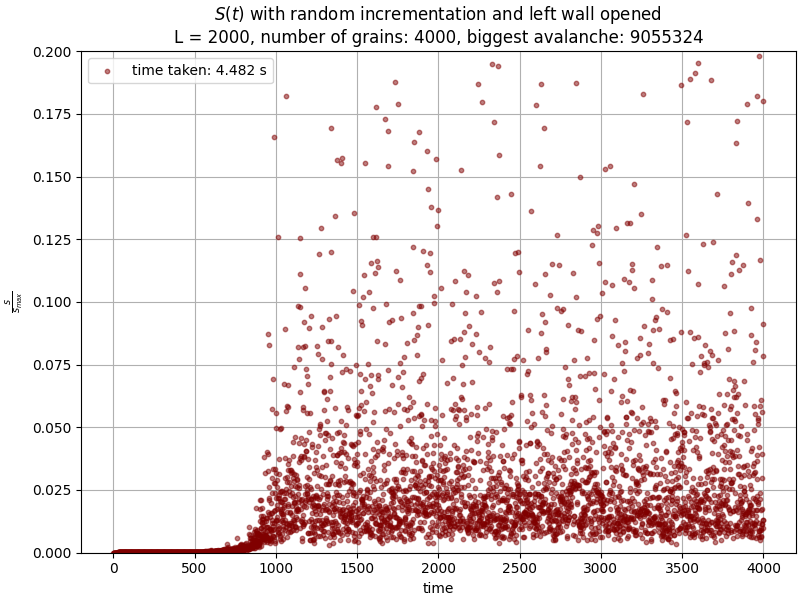 S(t) with random incrementation and left wall opened
L = 2000, number of grains: 4000, biggest avalanche: 9055324
time taken: 4.482 s
0.200
0.175
0.150
0.125
0.100
0.075
0.050
0.025
0.000
s
s_max
0 500 1000 1500 2000 2500 3000 3500 4000
time